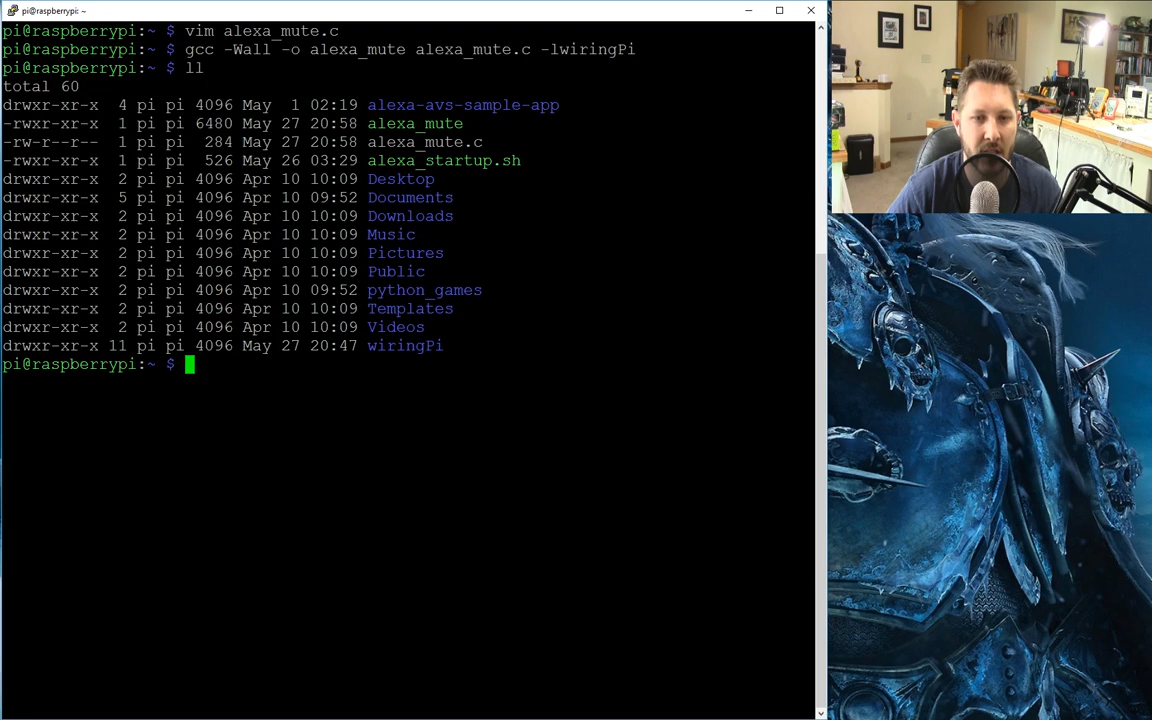 pi@raspberrypi: ~
pi@raspberrypi:~ $ vim alexa_mute.c
pi@raspberrypi:~ $ gcc -Wall -o alexa_mute alexa_mute.c -lwiringPi
pi@raspberrypi:~ $ ll
total 60
drwxr-xr-x  4 pi pi 4096 May  1 02:19 alexa-avs-sample-app
-rwxr-xr-x  1 pi pi 6480 May 27 20:58 alexa_mute
-rw-r--r--  1 pi pi  284 May 27 20:58 alexa_mute.c
-rwxr-xr-x  1 pi pi  526 May 26 03:29 alexa_startup.sh
drwxr-xr-x  2 pi pi 4096 Apr 10 10:09 Desktop
drwxr-xr-x  5 pi pi 4096 Apr 10 09:52 Documents
drwxr-xr-x  2 pi pi 4096 Apr 10 10:09 Downloads
drwxr-xr-x  2 pi pi 4096 Apr 10 10:09 Music
drwxr-xr-x  2 pi pi 4096 Apr 10 10:09 Pictures
drwxr-xr-x  2 pi pi 4096 Apr 10 10:09 Public
drwxr-xr-x  2 pi pi 4096 Apr 10 09:52 python_games
drwxr-xr-x  2 pi pi 4096 Apr 10 10:09 Templates
drwxr-xr-x  2 pi pi 4096 Apr 10 10:09 Videos
drwxr-xr-x 11 pi pi 4096 May 27 20:47 wiringPi
pi@raspberrypi:~ $